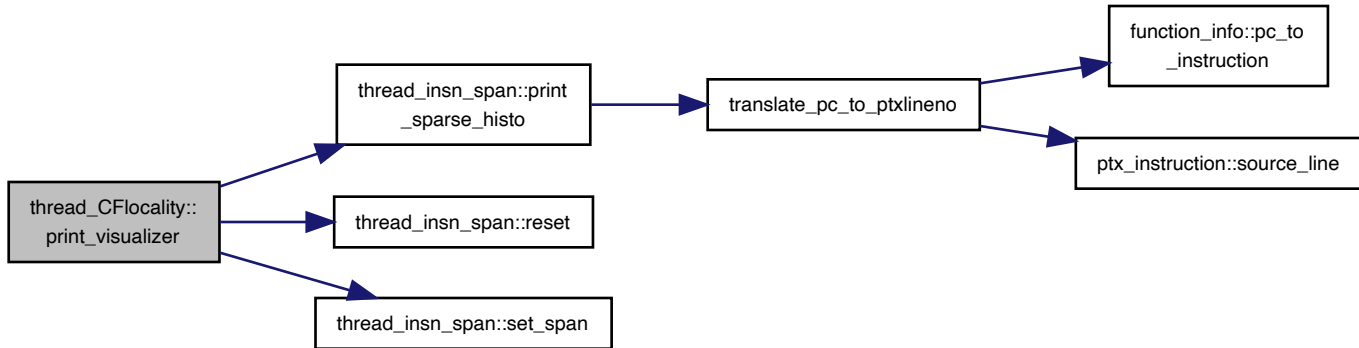 thread_CFlocality::
print_visualizer
thread_insn_span::print
_sparse_histo
thread_insn_span::reset
thread_insn_span::set_span
translate_pc_to_ptxlineno
function_info::pc_to
_instruction
ptx_instruction::source_line